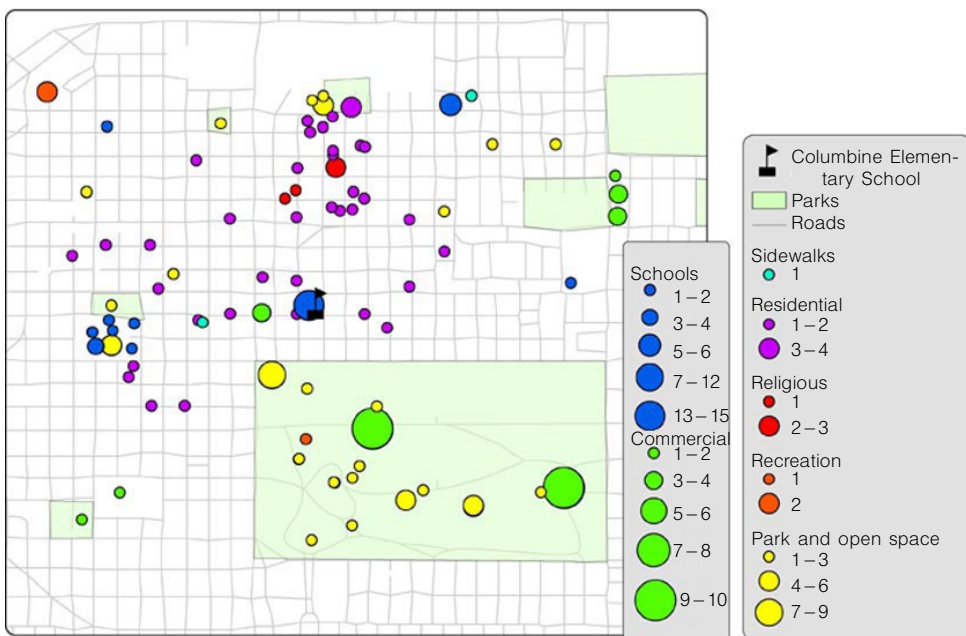 Schools
1–2
3–4
5–6
7–12
13–15
Commercial
1–2
3–4
5–6
7–8
9–10
Columbine Elemen-
tary School
Parks
Roads
Sidewalks
1
Residential
1–2
3–4
Religious
1
2–3
Recreation
1
2
Park and open space
1–3
4–6
7–9